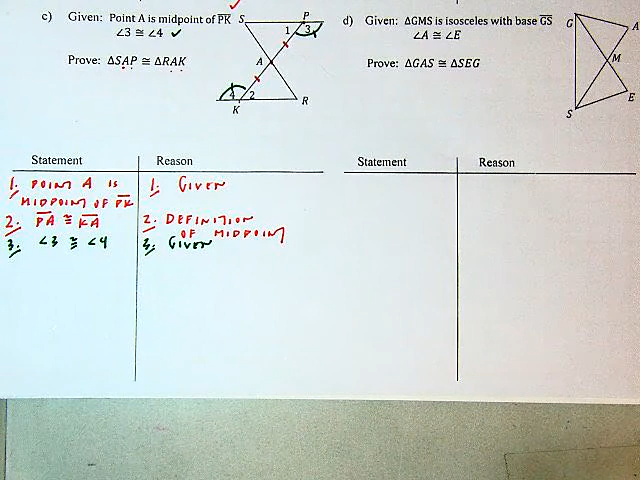 c) Given: Point A is midpoint of PK
∠3 ≅ ∠4 ✓
Prove: ΔSAP ≅ ΔRAK
S P 1 3 A 4 2 K R
d) Given: ΔGMS is isosceles with base GS
∠A ≅ ∠E
Prove: ΔGAS ≅ ΔSEG
G A M E S
Statement Reason
1. POINT A IS
MIDPOINT OF PK
1. GIVEN
2. PA ≅ KA
2. DEFINITION
OF MIDPOINT
3. ∠3 ≅ ∠4
3. GIVEN
Statement Reason